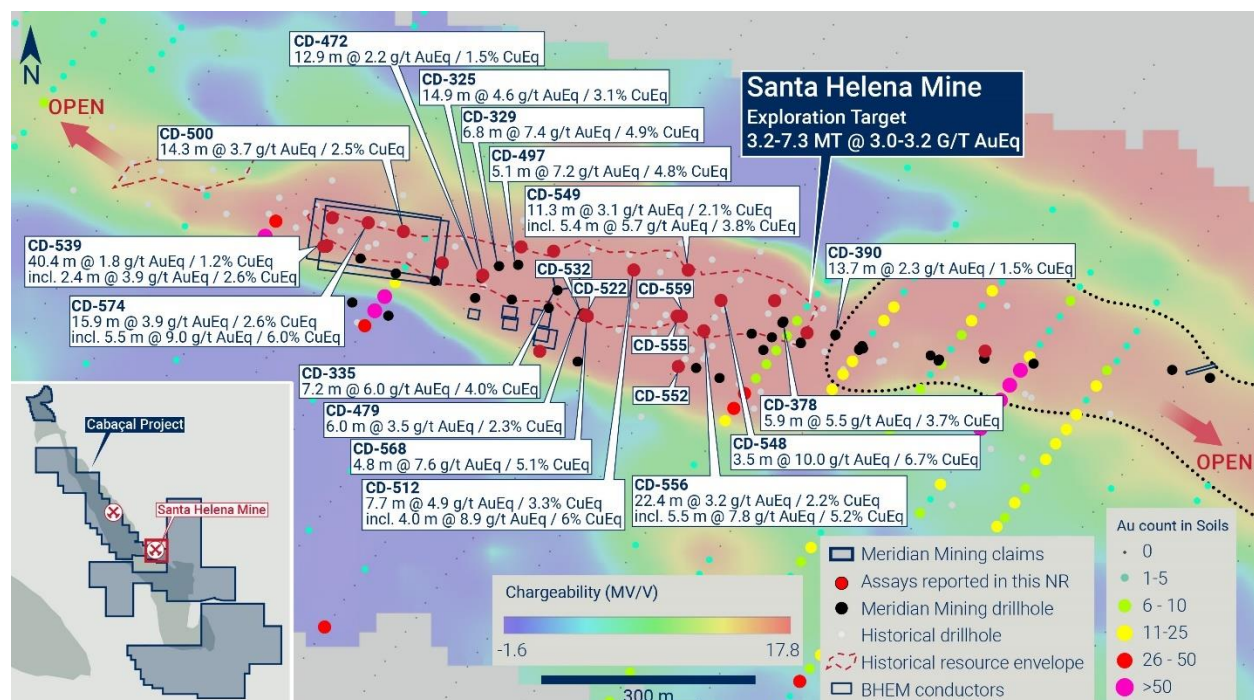 N
OPEN
CD-472
12.9 m @ 2.2 g/t AuEq / 1.5% CuEq
CD-325
14.9 m @ 4.6 g/t AuEq / 3.1% CuEq
CD-329
6.8 m @ 7.4 g/t AuEq / 4.9% CuEq
CD-497
5.1 m @ 7.2 g/t AuEq / 4.8% CuEq
CD-500
14.3 m @ 3.7 g/t AuEq / 2.5% CuEq
CD-549
11.3 m @ 3.1 g/t AuEq / 2.1% CuEq
incl. 5.4 m @ 5.7 g/t AuEq / 3.8% CuEq
Santa Helena Mine
Exploration Target
3.2-7.3 MT @ 3.0-3.2 G/T AuEq
CD-539
40.4 m @ 1.8 g/t AuEq / 1.2% CuEq
incl. 2.4 m @ 3.9 g/t AuEq / 2.6% CuEq
CD-574
15.9 m @ 3.9 g/t AuEq / 2.6% CuEq
incl. 5.5 m @ 9.0 g/t AuEq / 6.0% CuEq
CD-532
CD-522
CD-559
CD-555
CD-552
CD-390
13.7 m @ 2.3 g/t AuEq / 1.5% CuEq
CD-335
7.2 m @ 6.0 g/t AuEq / 4.0% CuEq
CD-479
6.0 m @ 3.5 g/t AuEq / 2.3% CuEq
CD-568
4.8 m @ 7.6 g/t AuEq / 5.1% CuEq
CD-512
7.7 m @ 4.9 g/t AuEq / 3.3% CuEq
incl. 4.0 m @ 8.9 g/t AuEq / 6% CuEq
CD-378
5.9 m @ 5.5 g/t AuEq / 3.7% CuEq
CD-548
3.5 m @ 10.0 g/t AuEq / 6.7% CuEq
CD-556
22.4 m @ 3.2 g/t AuEq / 2.2% CuEq
incl. 5.5 m @ 7.8 g/t AuEq / 5.2% CuEq
OPEN
Cabaçal Project
Santa Helena Mine
Chargeability (MV/V)
-1.6
17.8
300 m
Meridian Mining claims
Assays reported in this NR
Meridian Mining drillhole
Historical drillhole
Historical resource envelope
BHEM conductors
Au count in Soils
0
1-5
6 - 10
11-25
26 - 50
>50